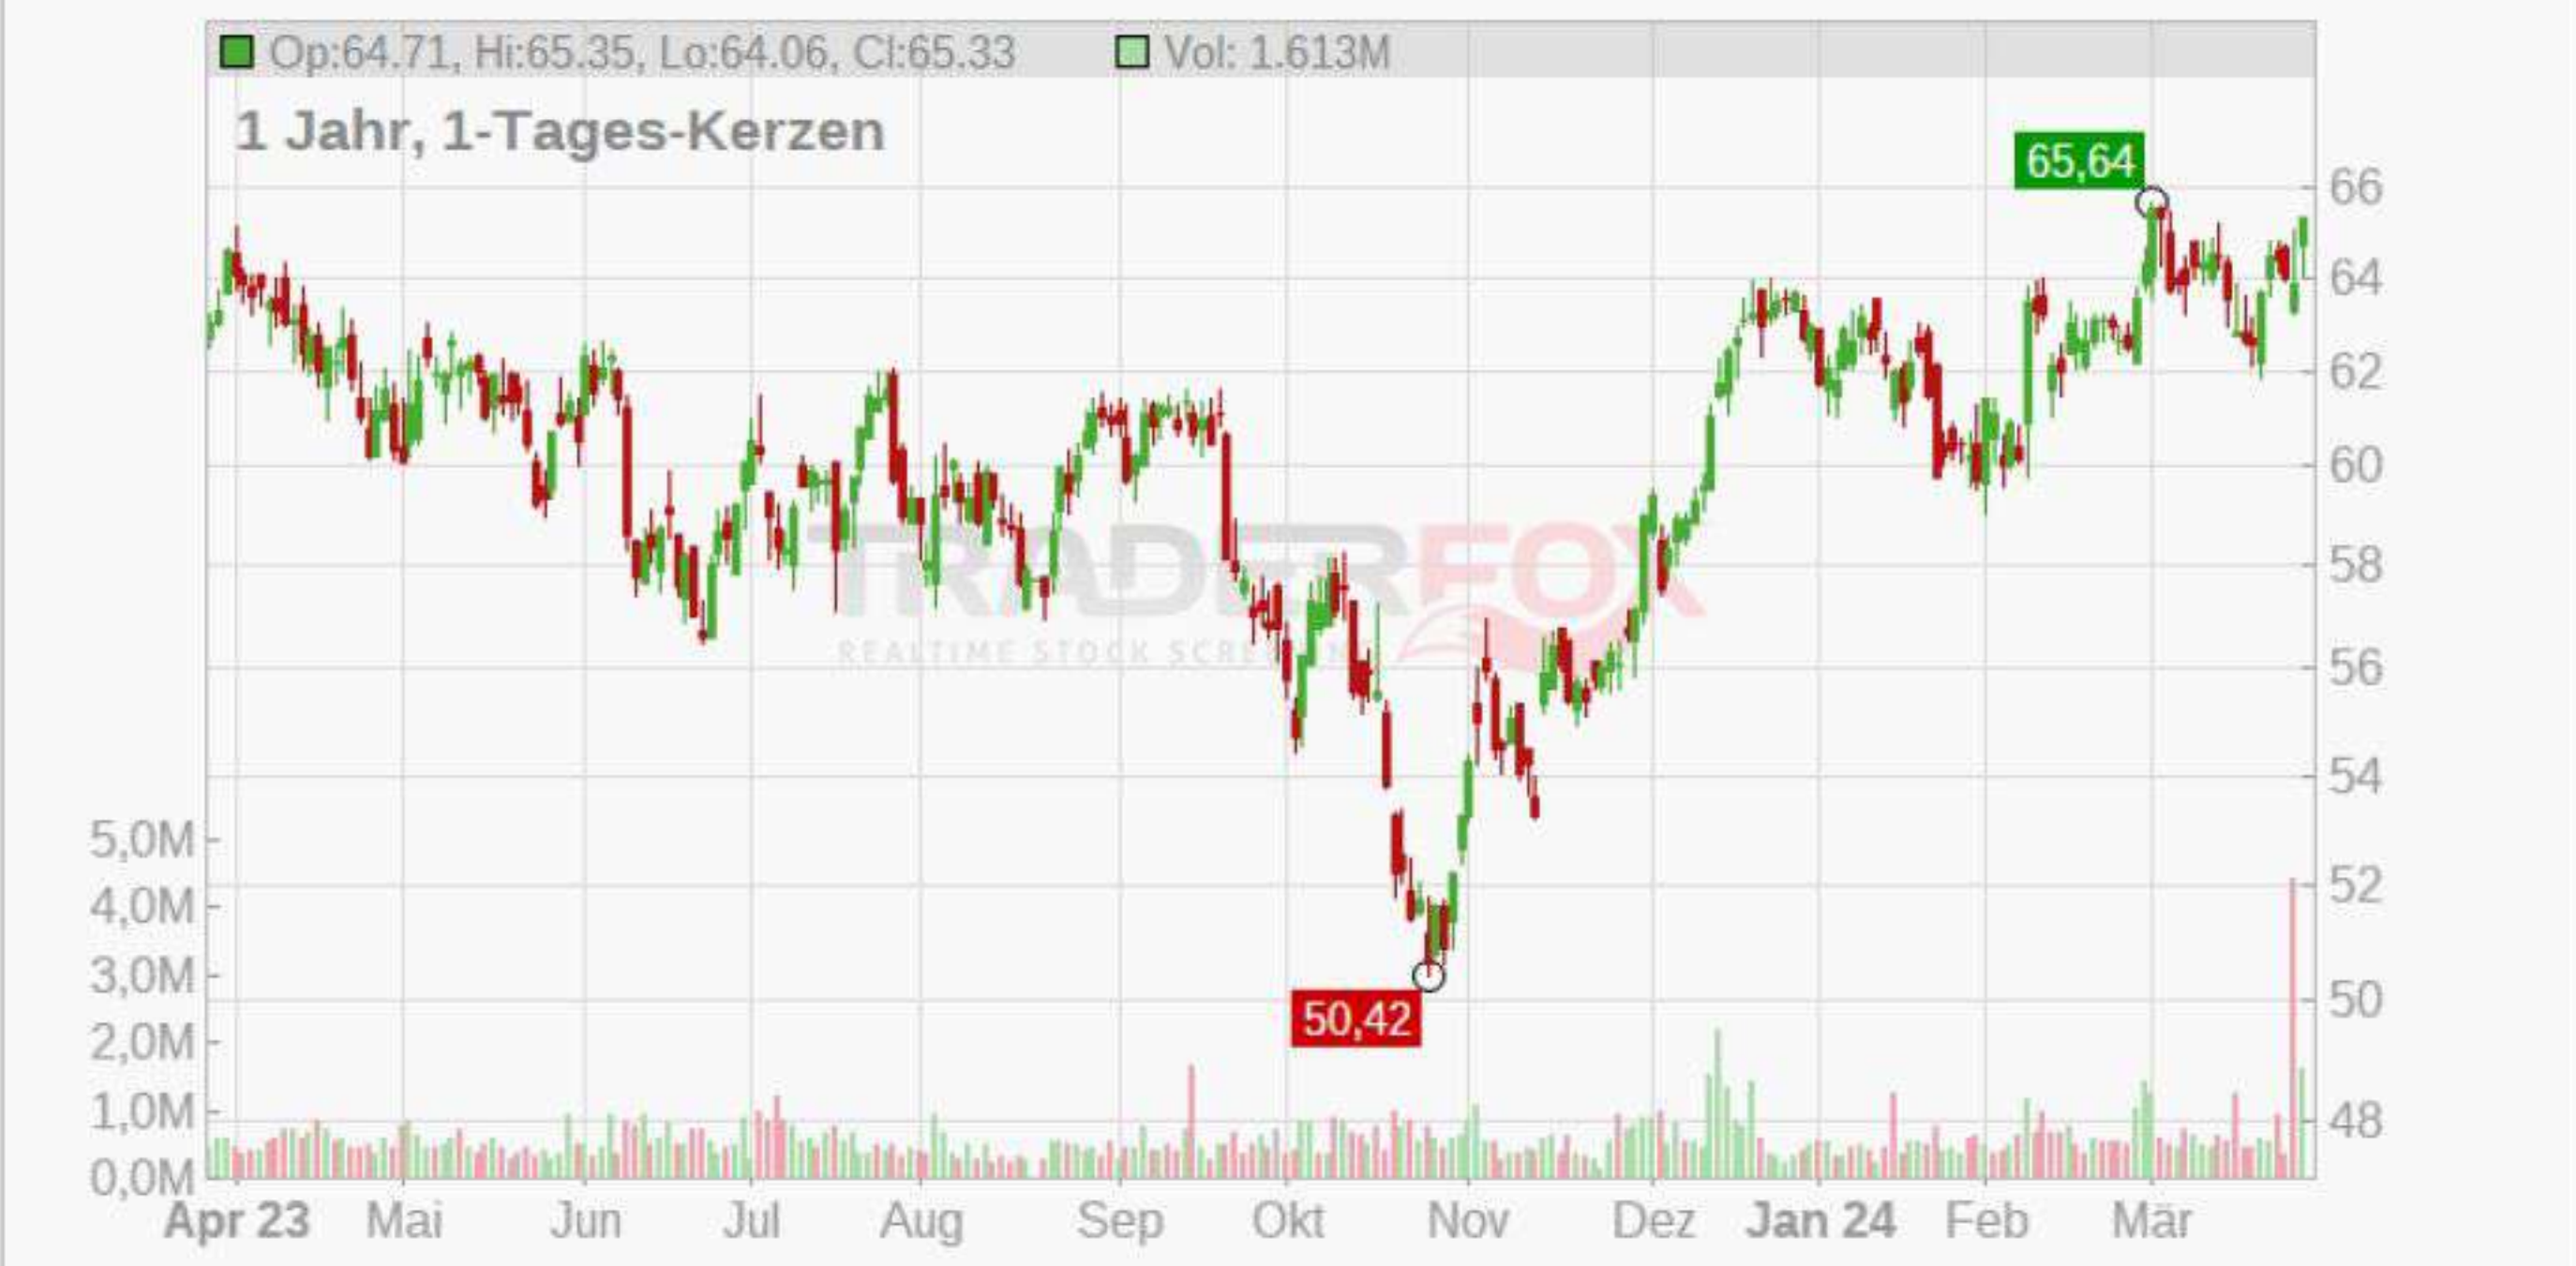 Op:64.71, Hi:65.35, Lo:64.06, Cl:65.33 Vol: 1.613M
1 Jahr, 1-Tages-Kerzen
65,64
66
64
62
60
TRADERFOX
58
REALTIME STOCK
56
54
5,0M
52
4,0M
3,0M
50
50,42
2,0M
1,0M
48
0,0M
Apr 23 Mai Jun Jul Aug Sep Okt Nov Dez Jan 24 Feb Mär